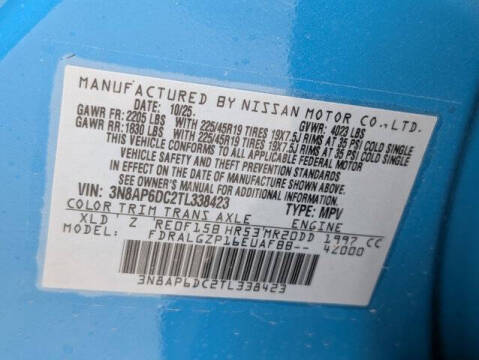 MANUFACTURED BY NISSAN MOTOR CO., LTD.
DATE: 10/25 GVWR: 4023 LBS
GAWR FR: 2205 LBS WITH 225/45R19 TIRES 19X7.5J RIMS AT 35 PSI COLD SINGLE
GAWR RR: 1830 LBS WITH 225/45R19 TIRES 19X7.5J RIMS AT 35 PSI COLD SINGLE
THIS VEHICLE CONFORMS TO ALL APPLICABLE FEDERAL MOTOR
VEHICLE SAFETY AND THEFT PREVENTION STANDARDS
IN EFFECT ON THE DATE OF MANUFACTURE SHOWN ABOVE.
SEE OWNER'S MANUAL FOR ADDITIONAL INFORMATION
VIN: 3N8AP6DC2TL338423 TYPE: MPV
COLOR TRIM TRANS AXLE ENGINE
XLD' Z RE0F15B HR53 MR20DD 1997 CC
MODEL: FDRALGZP16EUAFBB-- 42000
3N8AP6DC2TL338423